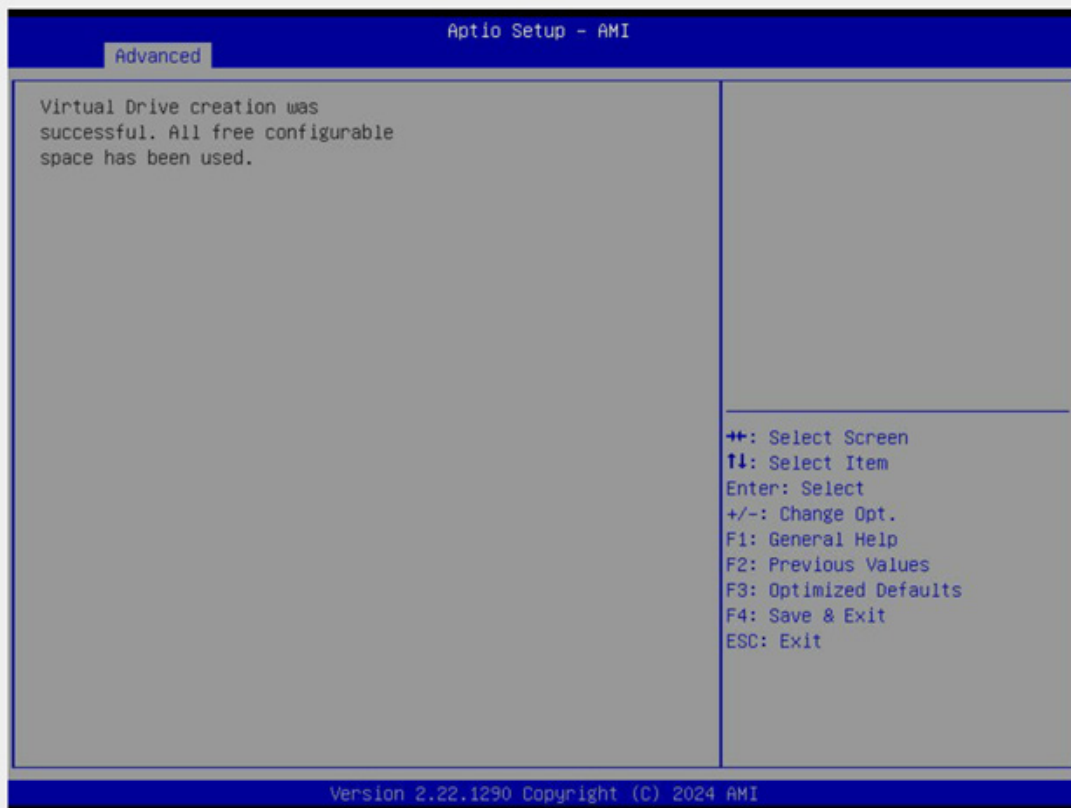 Aptio Setup - AMI
Advanced
Virtual Drive creation was
successful. All free configurable
space has been used.
→←: Select Screen
↑↓: Select Item
Enter: Select
+/-: Change Opt.
F1: General Help
F2: Previous Values
F3: Optimized Defaults
F4: Save & Exit
ESC: Exit
Version 2.22.1290 Copyright (C) 2024 AMI